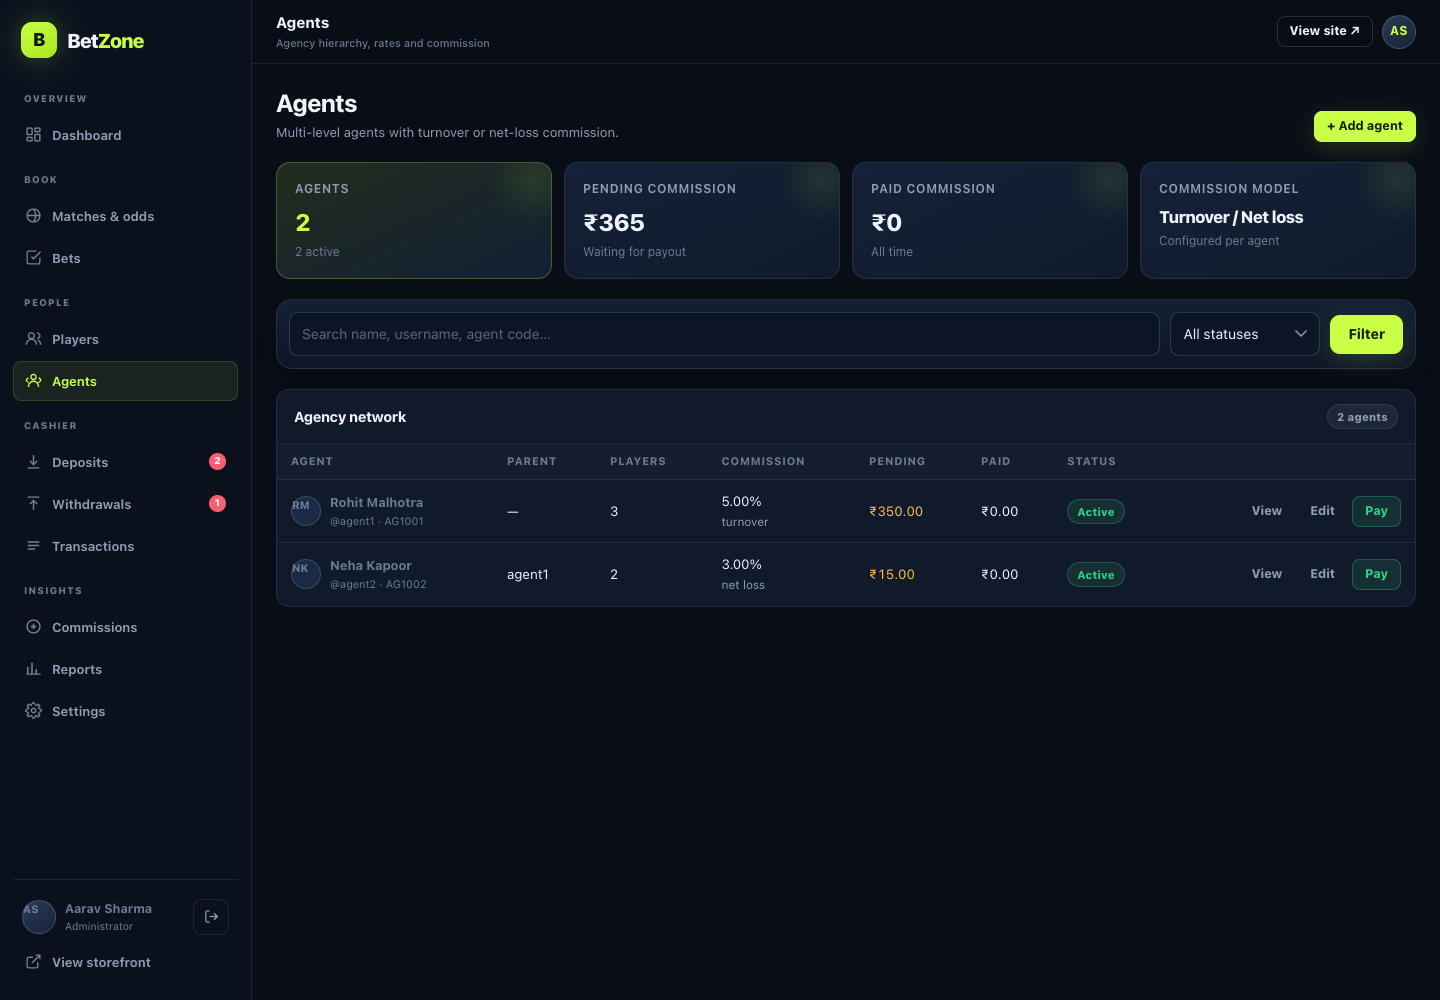 B BetZone
OVERVIEW
Dashboard
BOOK
Matches & odds
Bets
PEOPLE
Players
Agents
CASHIER
Deposits 2
Withdrawals 1
Transactions
INSIGHTS
Commissions
Reports
Settings
AS Aarav Sharma
Administrator
View storefront
Agents
Agency hierarchy, rates and commission
View site ↗ AS
Agents
Multi-level agents with turnover or net-loss commission.
+ Add agent
AGENTS
2
2 active
PENDING COMMISSION
₹365
Waiting for payout
PAID COMMISSION
₹0
All time
COMMISSION MODEL
Turnover / Net loss
Configured per agent
Search name, username, agent code...
All statuses
Filter
Agency network
2 agents
AGENT PARENT PLAYERS COMMISSION PENDING PAID STATUS
RM Rohit Malhotra
@agent1 · AG1001
— 3 5.00%
turnover
₹350.00 ₹0.00 Active View Edit Pay
NK Neha Kapoor
@agent2 · AG1002
agent1 2 3.00%
net loss
₹15.00 ₹0.00 Active View Edit Pay